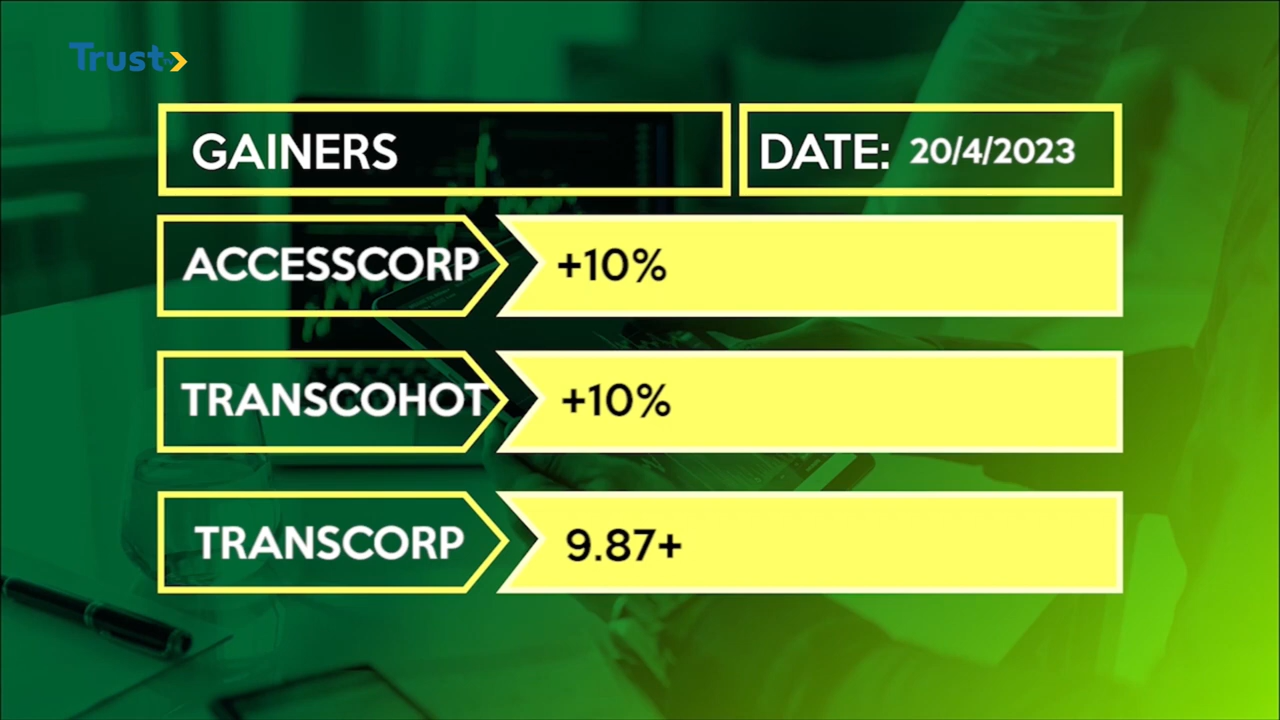 Trust
GAINERS
DATE: 20/4/2023
ACCESSCORP
+10%
TRANSCOHOT
+10%
TRANSCORP
9.87+